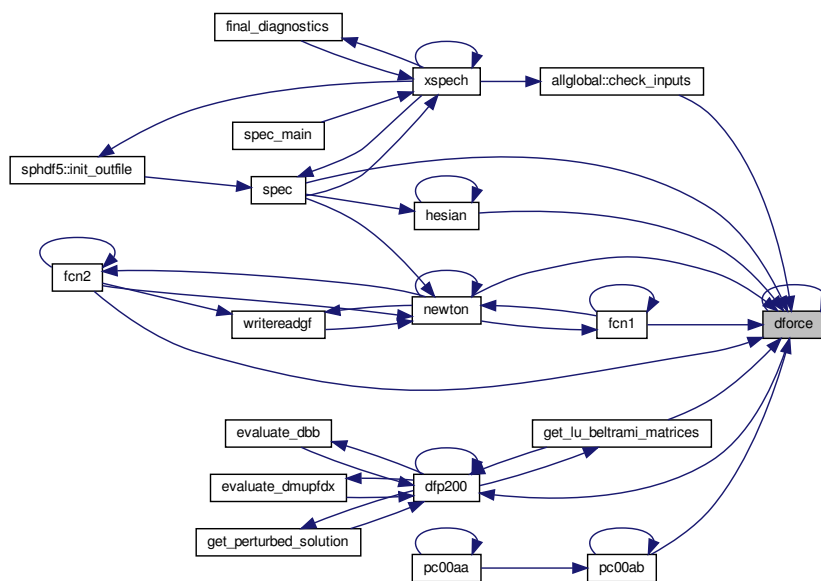 final_diagnostics
xspech
allglobal::check_inputs
spec_main
sphdf5::init_outfile
spec
hesian
fcn2
newton
writereadgf
fcn1
dforce
evaluate_dbb
get_lu_beltrami_matrices
evaluate_dmupfdx
dfp200
get_perturbed_solution
pc00aa
pc00ab